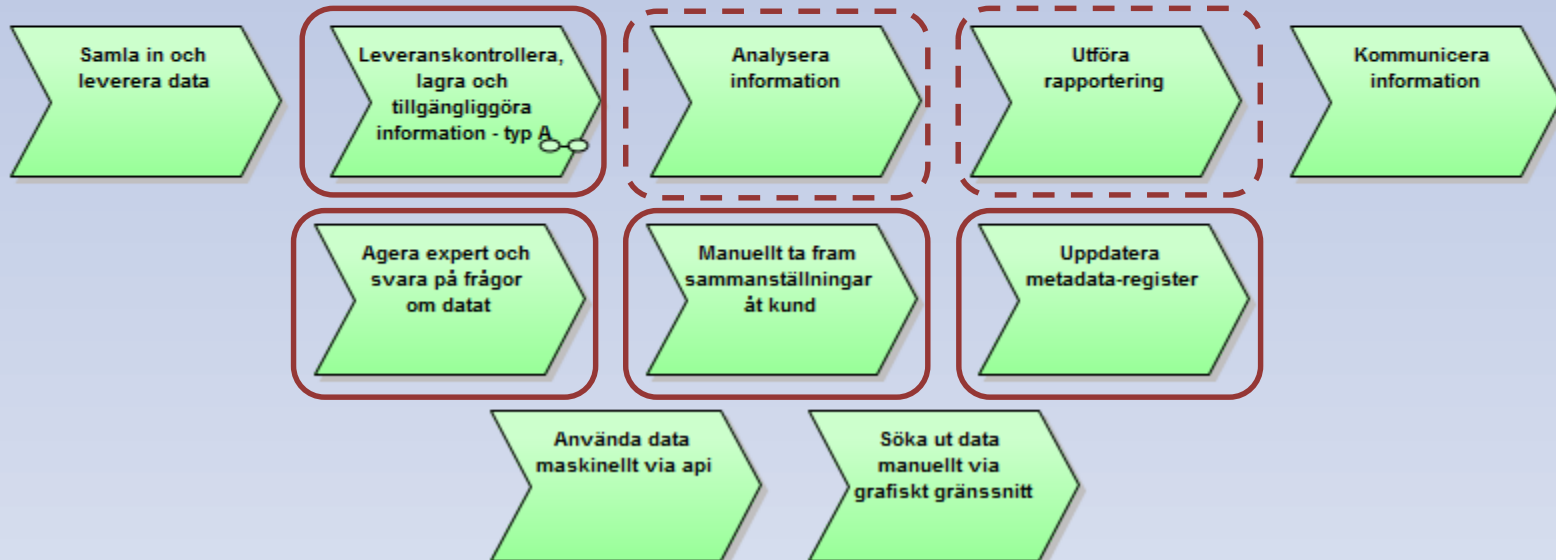 Samla in och
leverera data
Leveranskontrollera,
lagra och
tillgängliggöra
information - typ A
Analysera
information
Utföra
rapportering
Kommunicera
information
Agera expert och
svara på frågor
om datat
Manuellt ta fram
sammanställningar
åt kund
Uppdatera
metadata-register
Använda data
maskinellt via api
Söka ut data
manuellt via
grafiskt gränssnitt